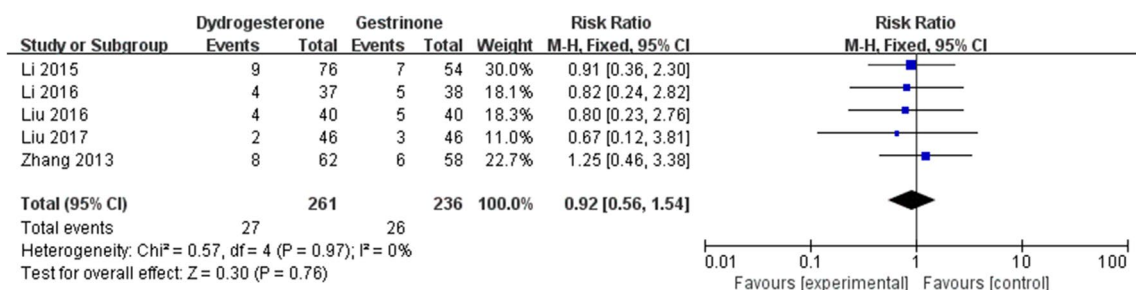 Dydrogesterone Gestrinone Risk Ratio Risk Ratio
Study or Subgroup Events Total Events Total Weight M-H, Fixed, 95% CI M-H, Fixed, 95% CI
Li 2015 9 76 7 54 30.0% 0.91 [0.36, 2.30]
Li 2016 4 37 5 38 18.1% 0.82 [0.24, 2.82]
Liu 2016 4 40 5 40 18.3% 0.80 [0.23, 2.76]
Liu 2017 2 46 3 46 11.0% 0.67 [0.12, 3.81]
Zhang 2013 8 62 6 58 22.7% 1.25 [0.46, 3.38]
Total (95% CI) 261 236 100.0% 0.92 [0.56, 1.54]
Total events 27 26
Heterogeneity: Chi² = 0.57, df = 4 (P = 0.97); I² = 0%
Test for overall effect: Z = 0.30 (P = 0.76)
0.01 0.1 1 10 100
Favours [experimental] Favours [control]